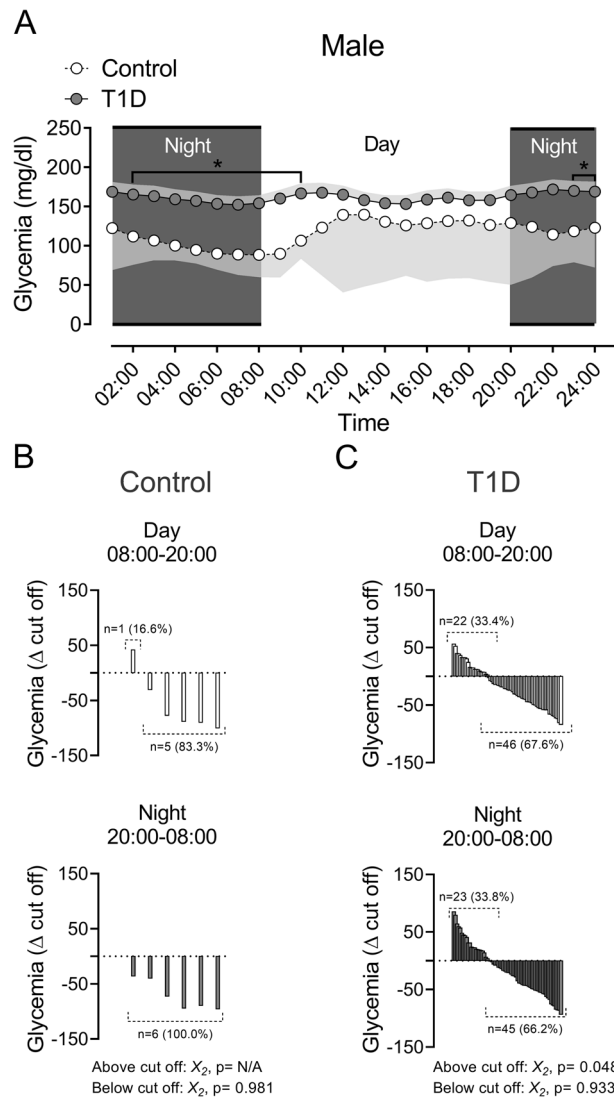 A
Male
Control
T1D
Glycemia (mg/dl)
250
200
150
100
50
0
Night
Day
Night
*
*
02:00
04:00
06:00
08:00
10:00
12:00
14:00
16:00
18:00
20:00
22:00
24:00
Time
B
Control
Day
08:00-20:00
Glycemia (Δ cut off)
150
50
-50
-150
n=1 (16.6%)
n=5 (83.3%)
Night
20:00-08:00
Glycemia (Δ cut off)
150
50
-50
-150
n=6 (100.0%)
Above cut off: X2, p= N/A
Below cut off: X2, p= 0.981
C
T1D
Day
08:00-20:00
Glycemia (Δ cut off)
150
50
-50
-150
n=22 (33.4%)
n=46 (67.6%)
Night
20:00-08:00
Glycemia (Δ cut off)
150
50
-50
-150
n=23 (33.8%)
n=45 (66.2%)
Above cut off: X2, p= 0.048
Below cut off: X2, p= 0.933